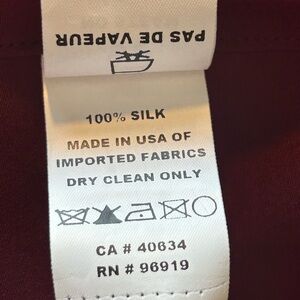 PAS DE VAPEUR
100% SILK
MADE IN USA OF
IMPORTED FABRICS
DRY CLEAN ONLY
CA # 40634
RN # 96919